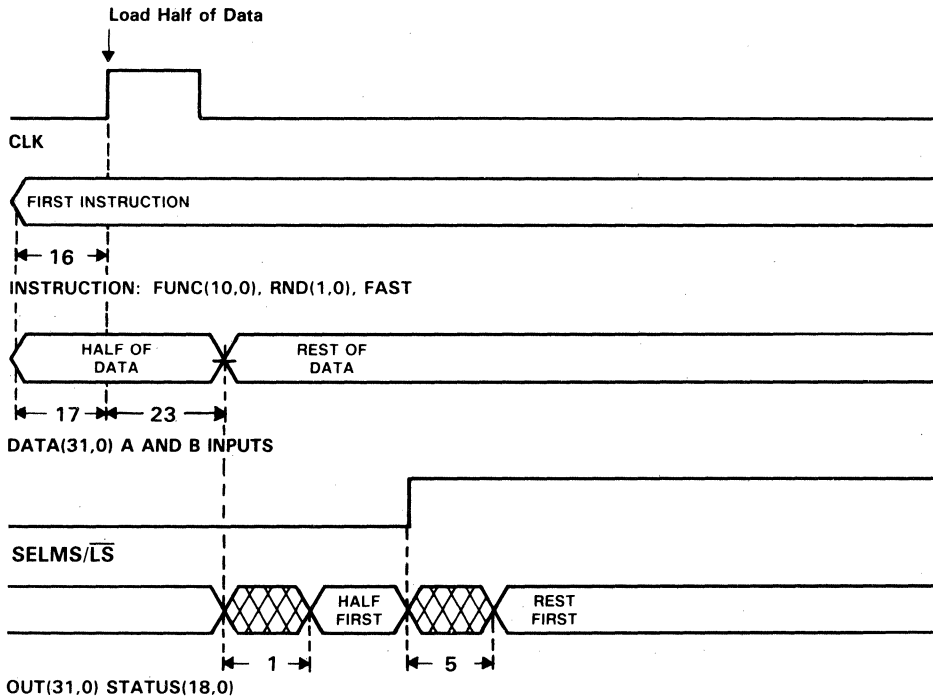 Load Half of Data
CLK
FIRST INSTRUCTION
16
INSTRUCTION: FUNC(10,0), RND(1,0), FAST
HALF OF
DATA
REST OF
DATA
17
23
DATA(31,0) A AND B INPUTS
SELMS/L̅S̅
HALF
FIRST
REST
FIRST
1
5
OUT(31,0) STATUS(18,0)